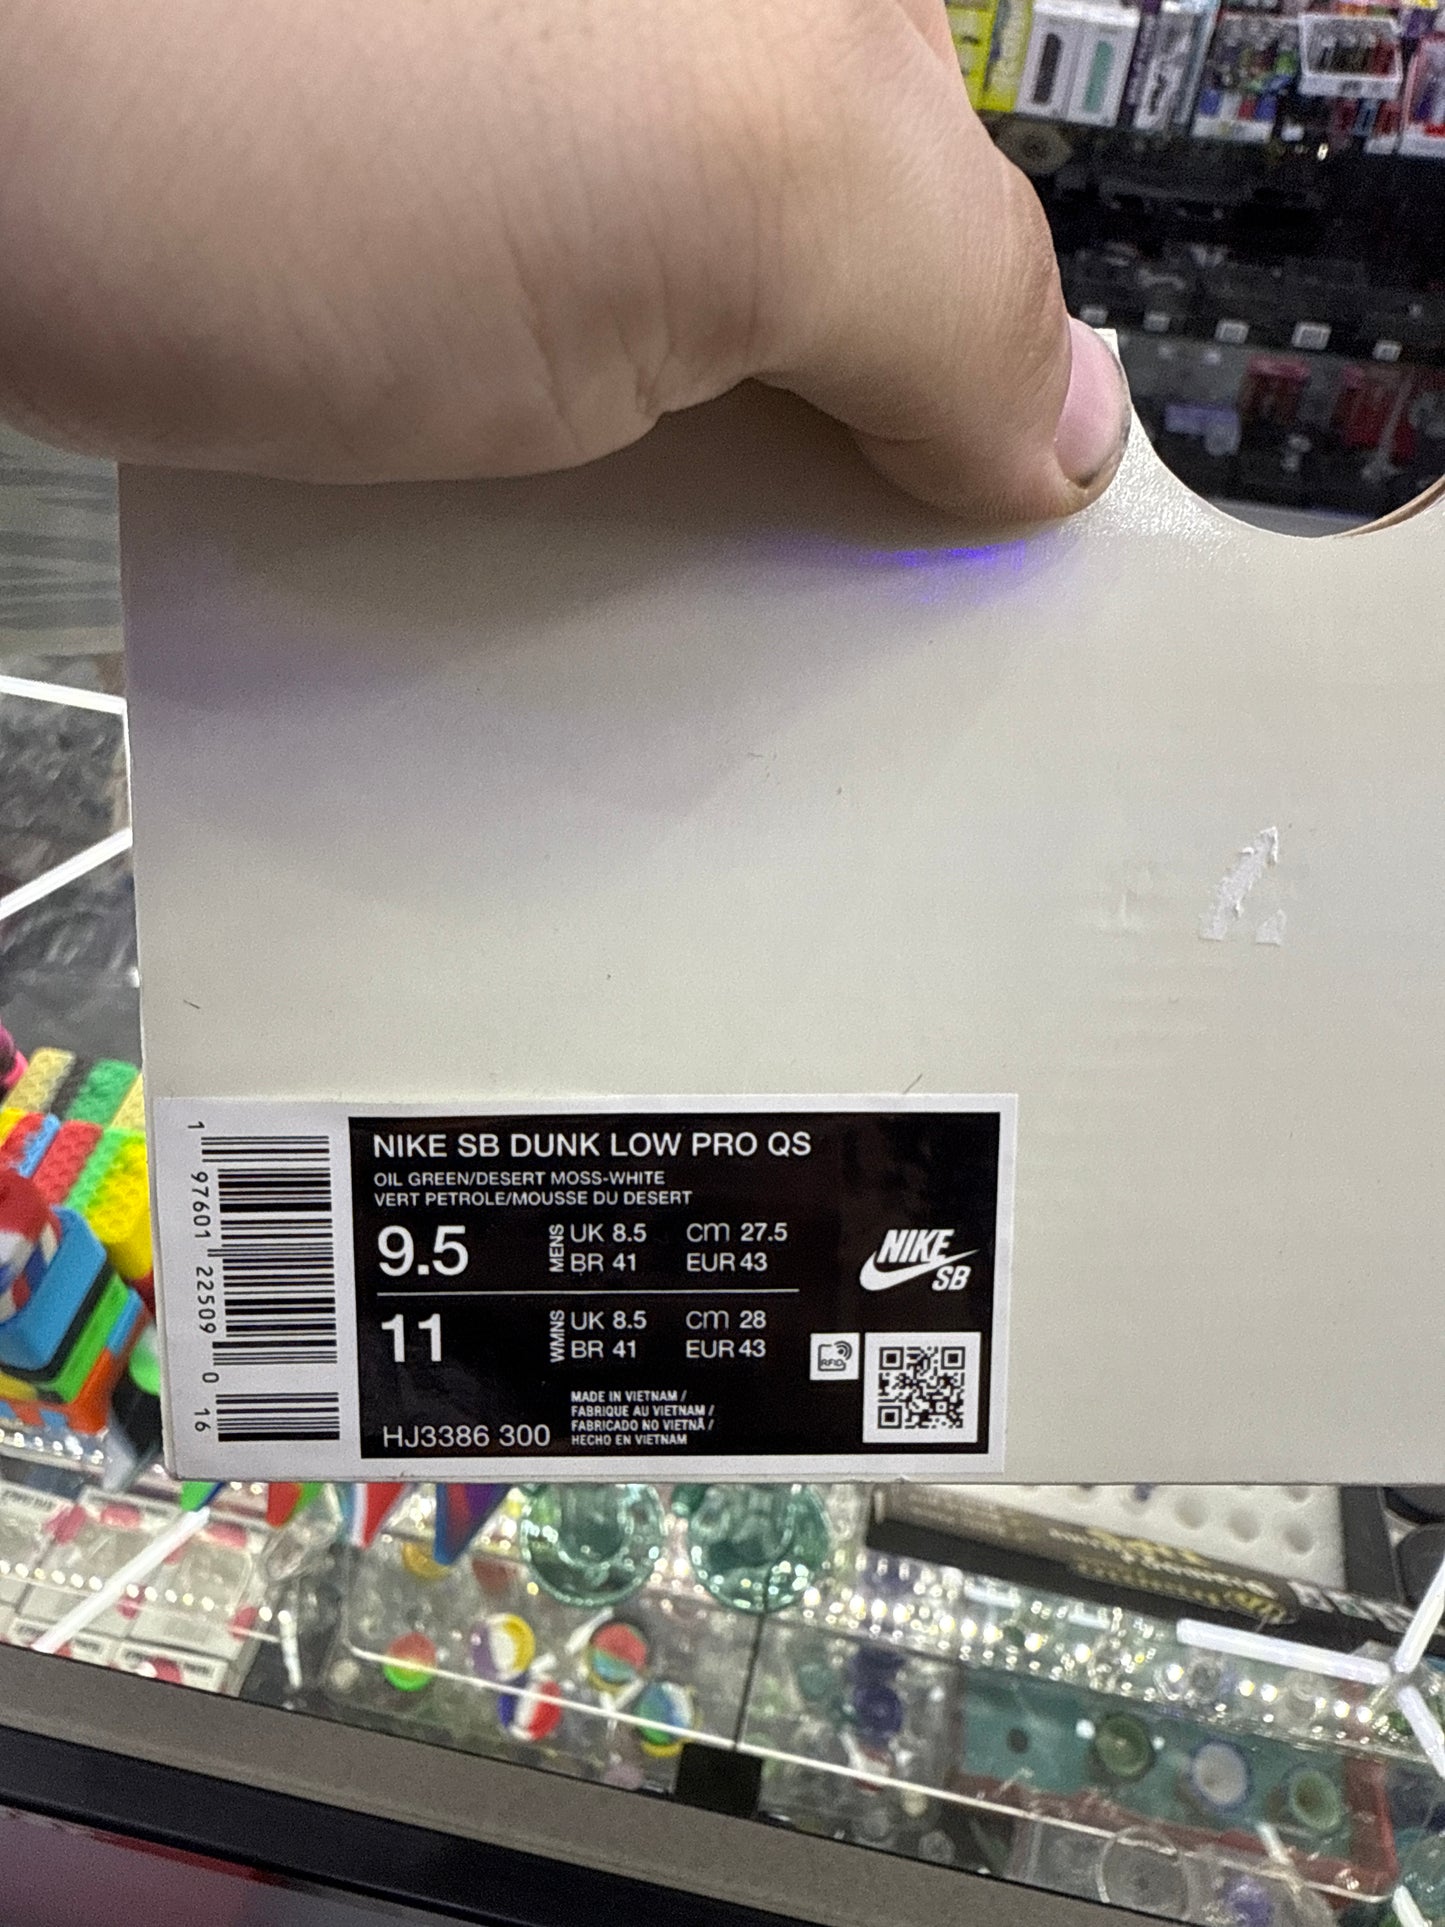 NIKE SB DUNK LOW PRO QS
OIL GREEN/DESERT MOSS-WHITE
VERT PETROLE/MOUSSE DU DESERT
9.5 MENS UK 8.5 cm 27.5
BR 41 EUR 43
11 WMNS UK 8.5 cm 28
BR 41 EUR 43
HJ3386 300
MADE IN VIETNAM /
FABRIQUE AU VIETNAM /
FABRICADO NO VIETNÃ /
HECHO EN VIETNAM
NIKE
SB
RFID
1 97601 22509 0 16